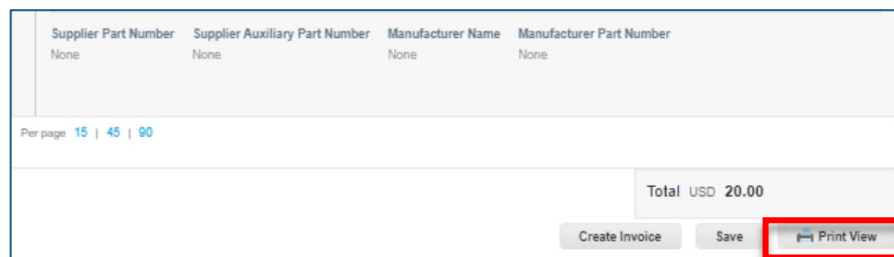 Supplier Part Number Supplier Auxiliary Part Number Manufacturer Name Manufacturer Part Number
None None None None
Per page 15 | 45 | 90
Total USD 20.00
Create Invoice Save Print View